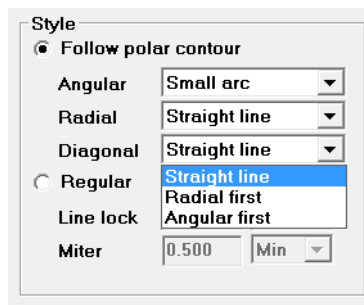 Style
Follow polar contour
Angular Small arc
Radial Straight line
Diagonal Straight line
Regular Straight line
Radial first
Line lock Angular first
Miter 0.500 Min